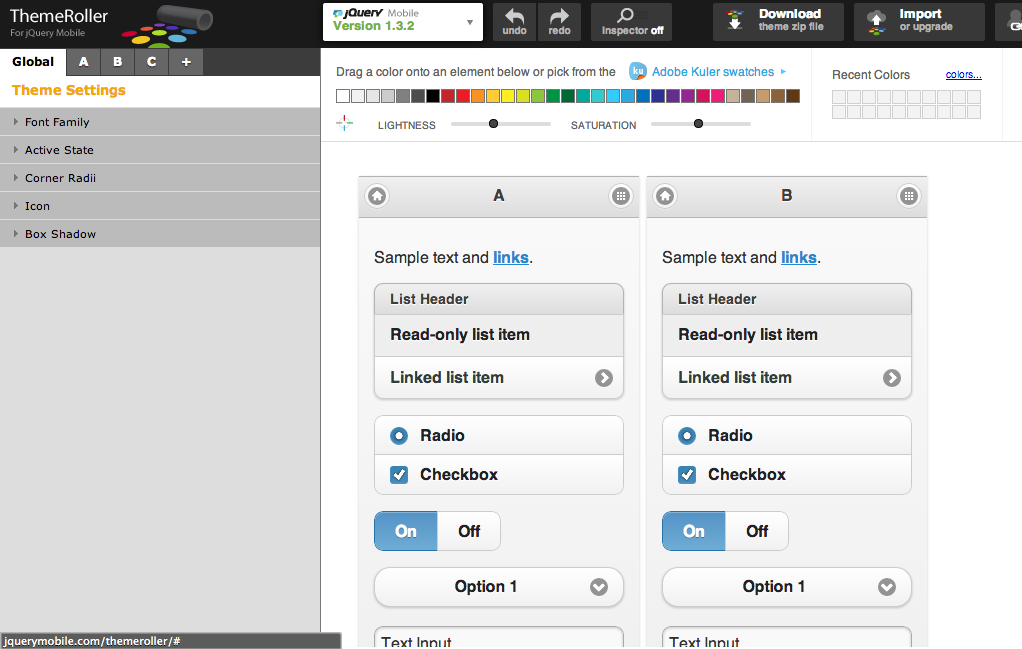 ThemeRoller
For jQuery Mobile
jQuery Mobile
Version 1.3.2
undo
redo
Inspector off
Download
theme zip file
Import
or upgrade
Global A B C +
Theme Settings
Font Family
Active State
Corner Radii
Icon
Box Shadow
Drag a color onto an element below or pick from the ku Adobe Kuler swatches
LIGHTNESS SATURATION
Recent Colors colors...
A
Sample text and links.
List Header
Read-only list item
Linked list item
Radio
Checkbox
On Off
Option 1
Text Input
B
Sample text and links.
List Header
Read-only list item
Linked list item
Radio
Checkbox
On Off
Option 1
Text Input
jquerymobile.com/themeroller/#